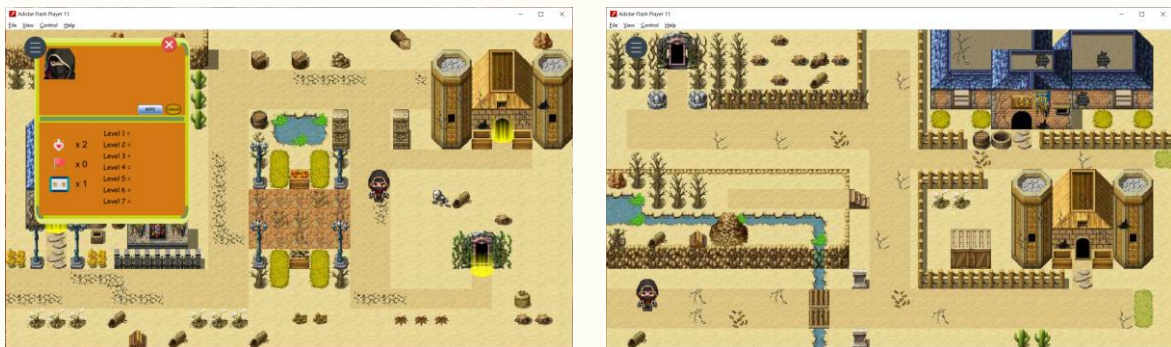 Adobe Flash Player 11
File View Control Help
x 2
x 0
x 1
Level 1 =
Level 2 =
Level 3 =
Level 4 =
Level 5 =
Level 6 =
Level 7 =
Adobe Flash Player 11
File View Control Help